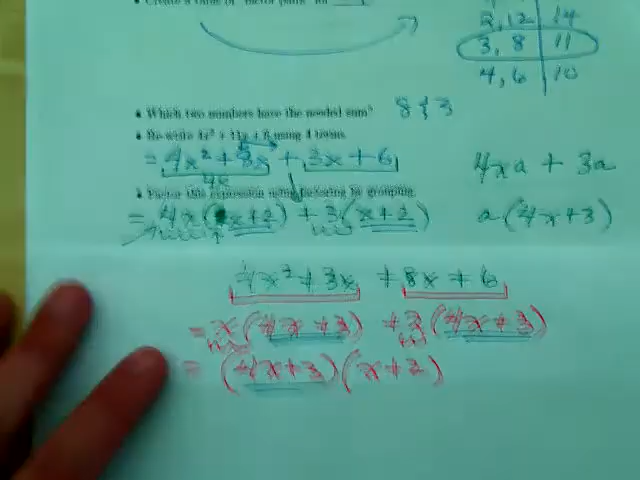 • Create a table of "factor pairs" for
2, 12 | 14
3, 8 | 11
4, 6 | 10
• Which two numbers have the needed sum? 8 & 3
• Re-write 4x² + 11x + 6 using 4 terms.
= 4x² + 8x + 3x + 6
4xa + 3a
• Factor this expression using factoring by grouping.
= 4x(x+2) + 3(x+2)
a(4x+3)
4x² + 3x + 8x + 6
= x(4x+3) + 2(4x+3)
= (4x+3)(x+2)